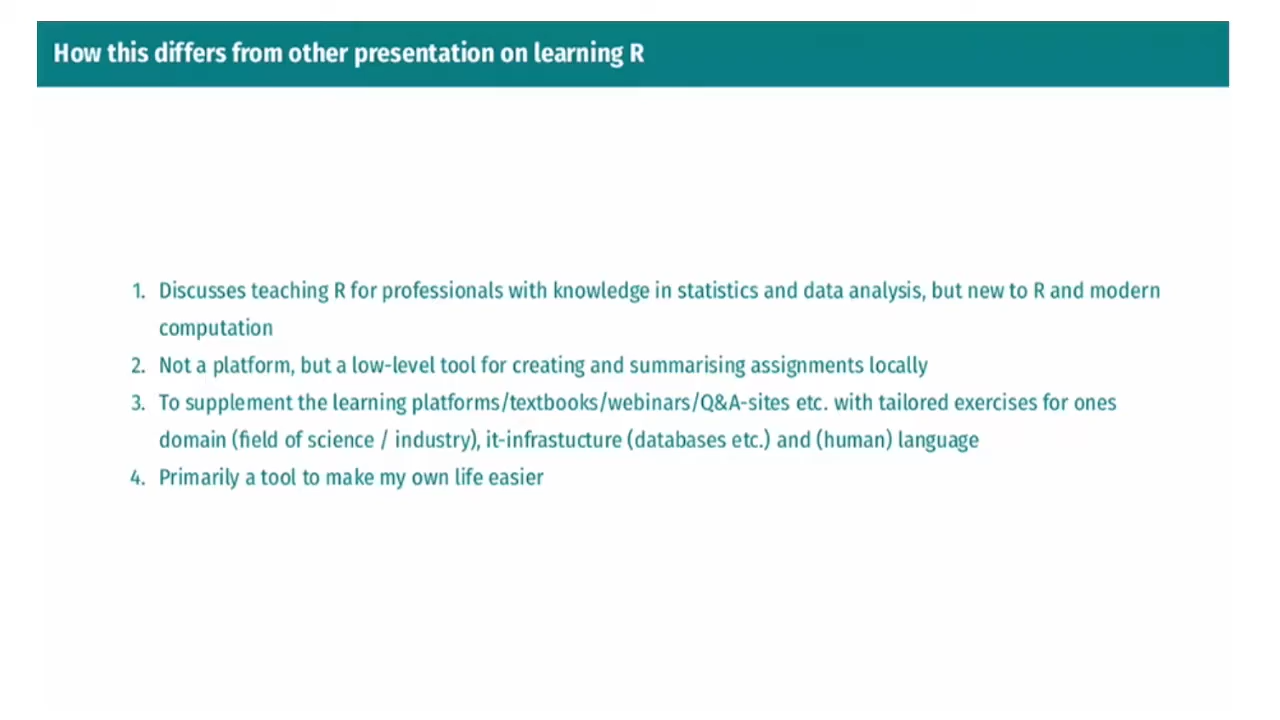 How this differs from other presentation on learning R
1. Discusses teaching R for professionals with knowledge in statistics and data analysis, but new to R and modern
computation
2. Not a platform, but a low-level tool for creating and summarising assignments locally
3. To supplement the learning platforms/textbooks/webinars/Q&A-sites etc. with tailored exercises for ones
domain (field of science / industry), it-infrastucture (databases etc.) and (human) language
4. Primarily a tool to make my own life easier